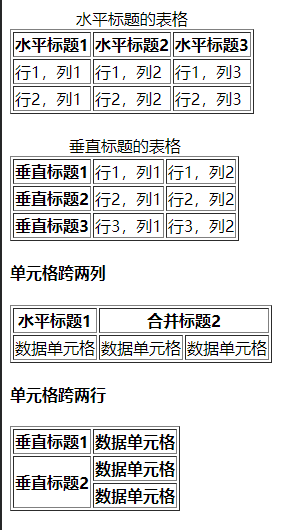 水平标题的表格
水平标题1 水平标题2 水平标题3
行1，列1 行1，列2 行1，列3
行2，列1 行2，列2 行2，列3
垂直标题的表格
垂直标题1 行1，列1 行1，列2
垂直标题2 行2，列1 行2，列2
垂直标题3 行3，列1 行3，列2
单元格跨两列
水平标题1 合并标题2
数据单元格 数据单元格 数据单元格
单元格跨两行
垂直标题1 数据单元格
垂直标题2 数据单元格
数据单元格